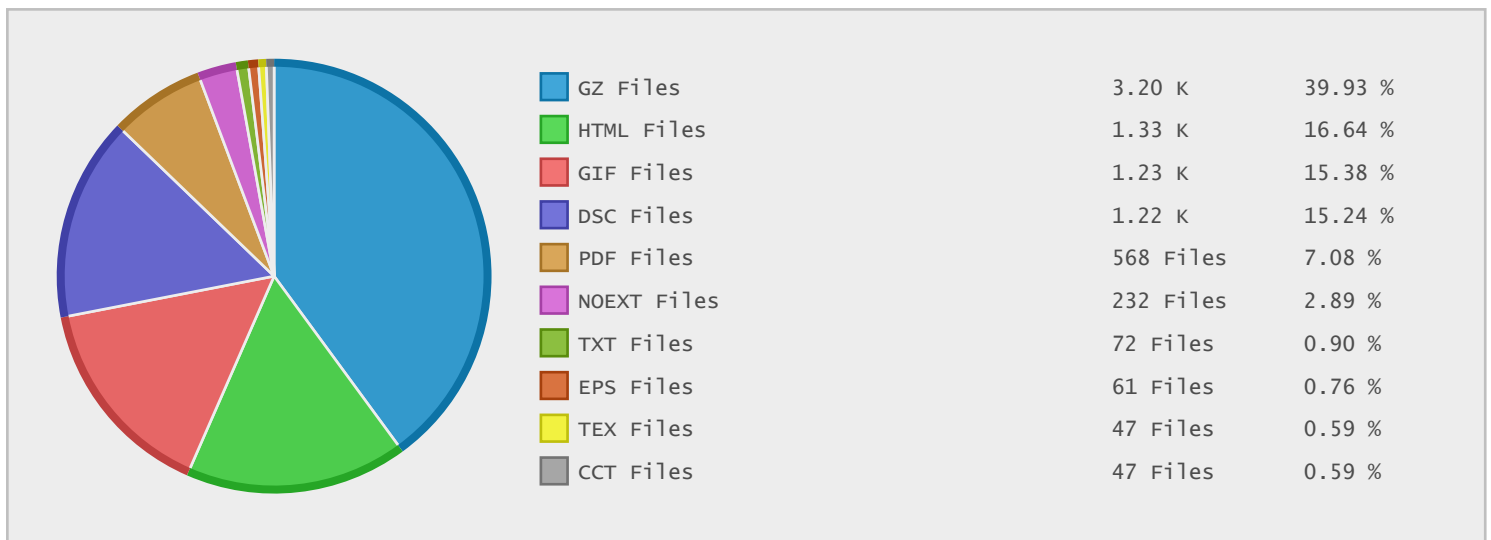 GZ Files 3.20 K 39.93 %
HTML Files 1.33 K 16.64 %
GIF Files 1.23 K 15.38 %
DSC Files 1.22 K 15.24 %
PDF Files 568 Files 7.08 %
NOEXT Files 232 Files 2.89 %
TXT Files 72 Files 0.90 %
EPS Files 61 Files 0.76 %
TEX Files 47 Files 0.59 %
CCT Files 47 Files 0.59 %